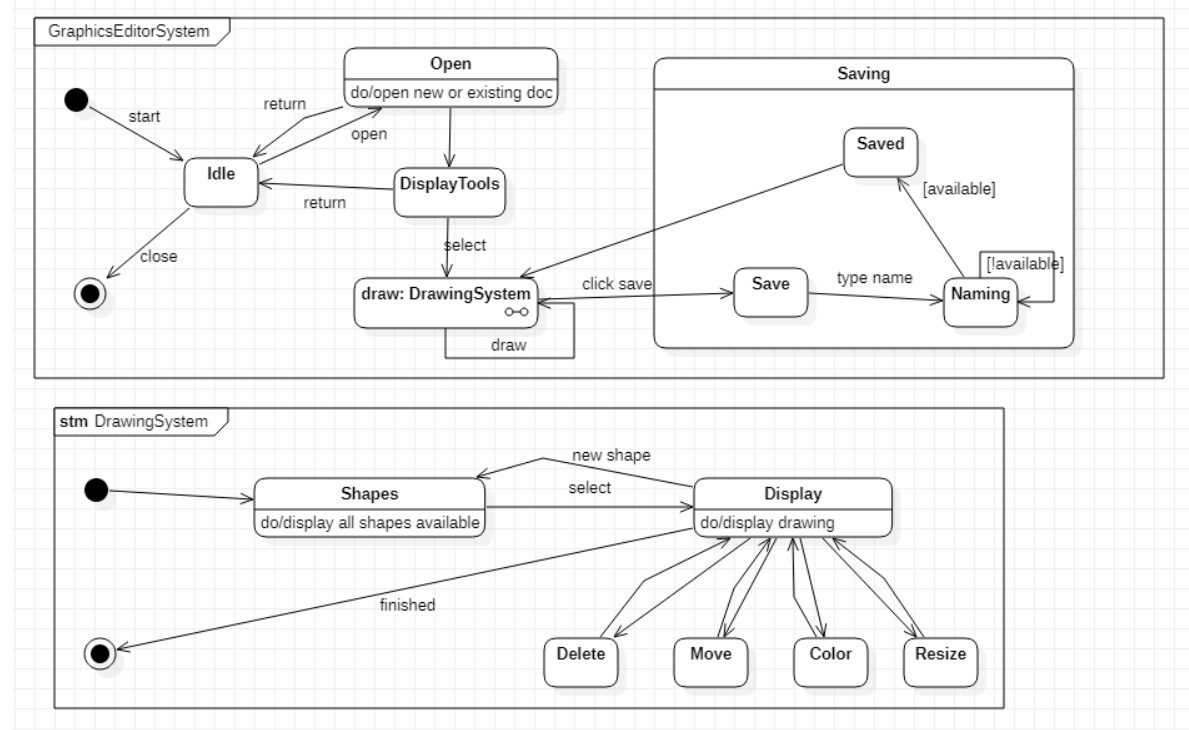 GraphicsEditorSystem
Open
do/open new or existing doc
Saving
start
return
open
Saved
Idle
DisplayTools
[available]
return
close
select
[!available]
draw: DrawingSystem
click save
Save
type name
Naming
draw
stm DrawingSystem
new shape
Shapes
select
Display
do/display all shapes available
do/display drawing
finished
Delete
Move
Color
Resize